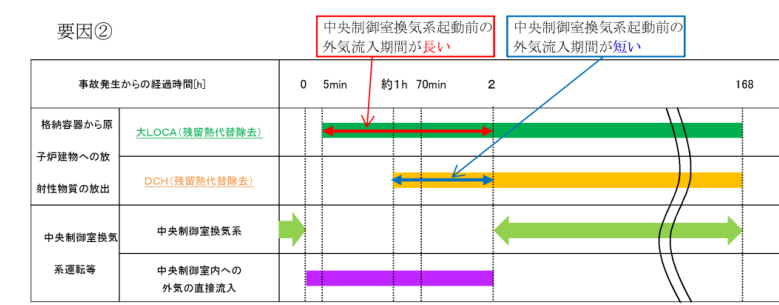 要因②
中央制御室換気系起動前の
外気流入期間が長い
中央制御室換気系起動前の
外気流入期間が短い
事故発生からの経過時間[h]
0 5min 約1h 70min 2 168
格納容器から原
子炉建物への放
射性物質の放出
大LOCA(残留熱代替除去)
DCH(残留熱代替除去)
中央制御室換気
系運転等
中央制御室換気系
中央制御室内への
外気の直接流入